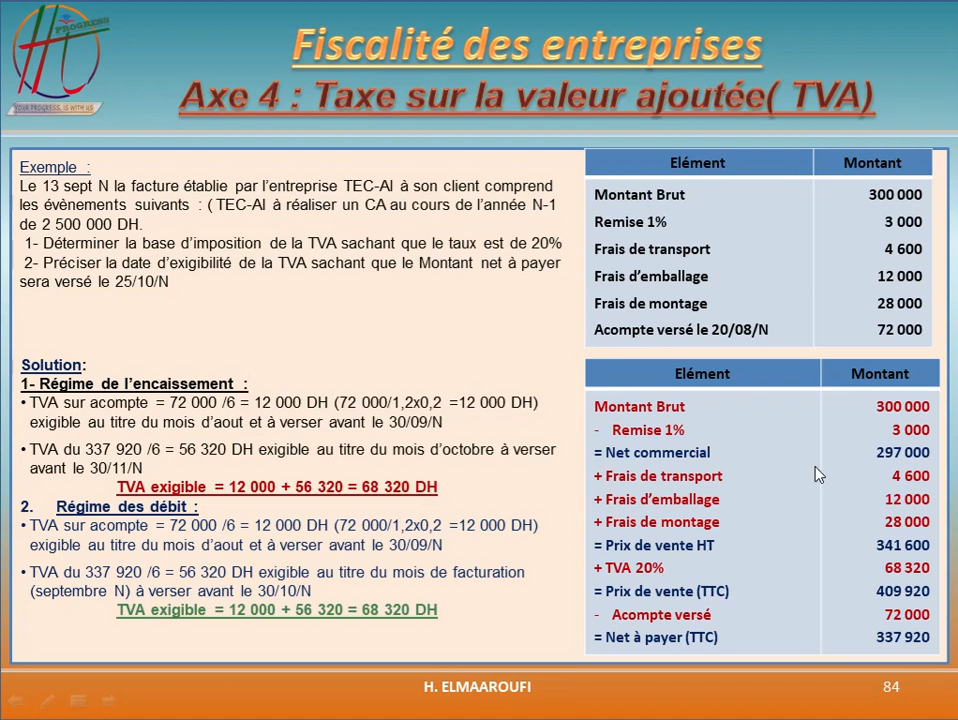 PROGRESS
YOUR PROGRESS, IS WITH US
Fiscalité des entreprises
Axe 4 : Taxe sur la valeur ajoutée( TVA)
Exemple :
Le 13 sept N la facture établie par l’entreprise TEC-AI à son client comprend
les évènements suivants : ( TEC-AI à réaliser un CA au cours de l’année N-1
de 2 500 000 DH.
1- Déterminer la base d’imposition de la TVA sachant que le taux est de 20%
2- Préciser la date d’exigibilité de la TVA sachant que le Montant net à payer
sera versé le 25/10/N
Elément Montant
Montant Brut 300 000
Remise 1% 3 000
Frais de transport 4 600
Frais d’emballage 12 000
Frais de montage 28 000
Acompte versé le 20/08/N 72 000
Solution:
1- Régime de l’encaissement :
• TVA sur acompte = 72 000 /6 = 12 000 DH (72 000/1,2x0,2 =12 000 DH)
exigible au titre du mois d’aout et à verser avant le 30/09/N
• TVA du 337 920 /6 = 56 320 DH exigible au titre du mois d’octobre à verser
avant le 30/11/N
TVA exigible = 12 000 + 56 320 = 68 320 DH
2. Régime des débit :
• TVA sur acompte = 72 000 /6 = 12 000 DH (72 000/1,2x0,2 =12 000 DH)
exigible au titre du mois d’aout et à verser avant le 30/09/N
• TVA du 337 920 /6 = 56 320 DH exigible au titre du mois de facturation
(septembre N) à verser avant le 30/10/N
TVA exigible = 12 000 + 56 320 = 68 320 DH
Elément Montant
Montant Brut 300 000
- Remise 1% 3 000
= Net commercial 297 000
+ Frais de transport 4 600
+ Frais d’emballage 12 000
+ Frais de montage 28 000
= Prix de vente HT 341 600
+ TVA 20% 68 320
= Prix de vente (TTC) 409 920
- Acompte versé 72 000
= Net à payer (TTC) 337 920
H. ELMAAROUFI
84